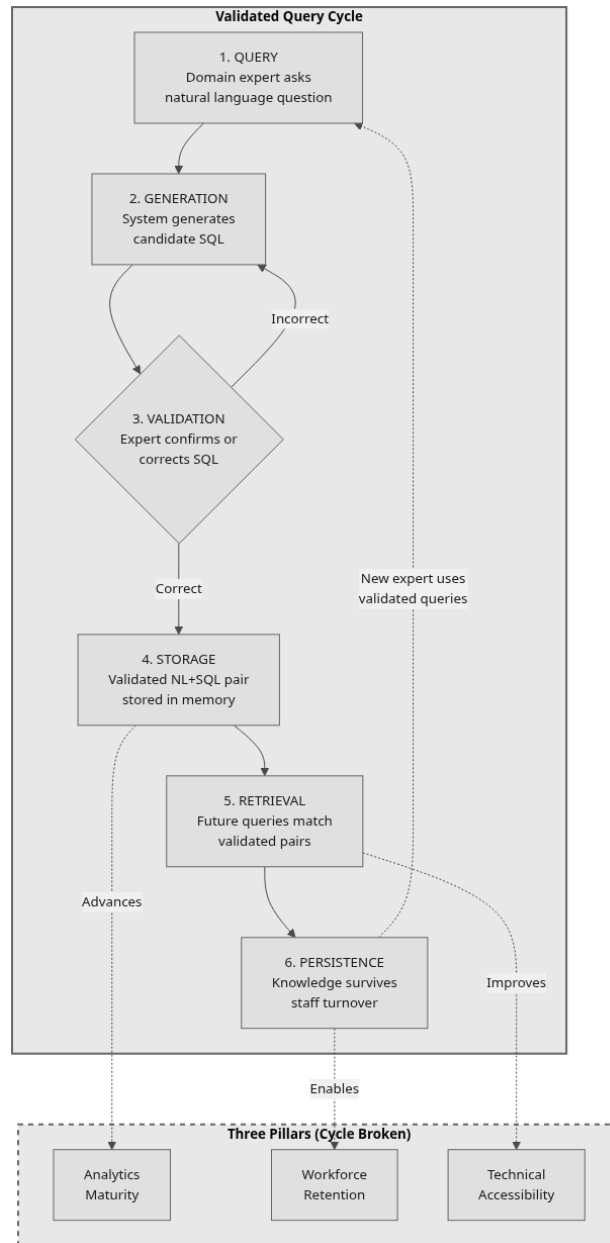 Validated Query Cycle
1. QUERY
Domain expert asks
natural language question
2. GENERATION
System generates
candidate SQL
Incorrect
3. VALIDATION
Expert confirms or
corrects SQL
Correct
New expert uses
validated queries
4. STORAGE
Validated NL+SQL pair
stored in memory
5. RETRIEVAL
Future queries match
validated pairs
Advances
6. PERSISTENCE
Knowledge survives
staff turnover
Improves
Enables
Three Pillars (Cycle Broken)
Analytics
Maturity
Workforce
Retention
Technical
Accessibility